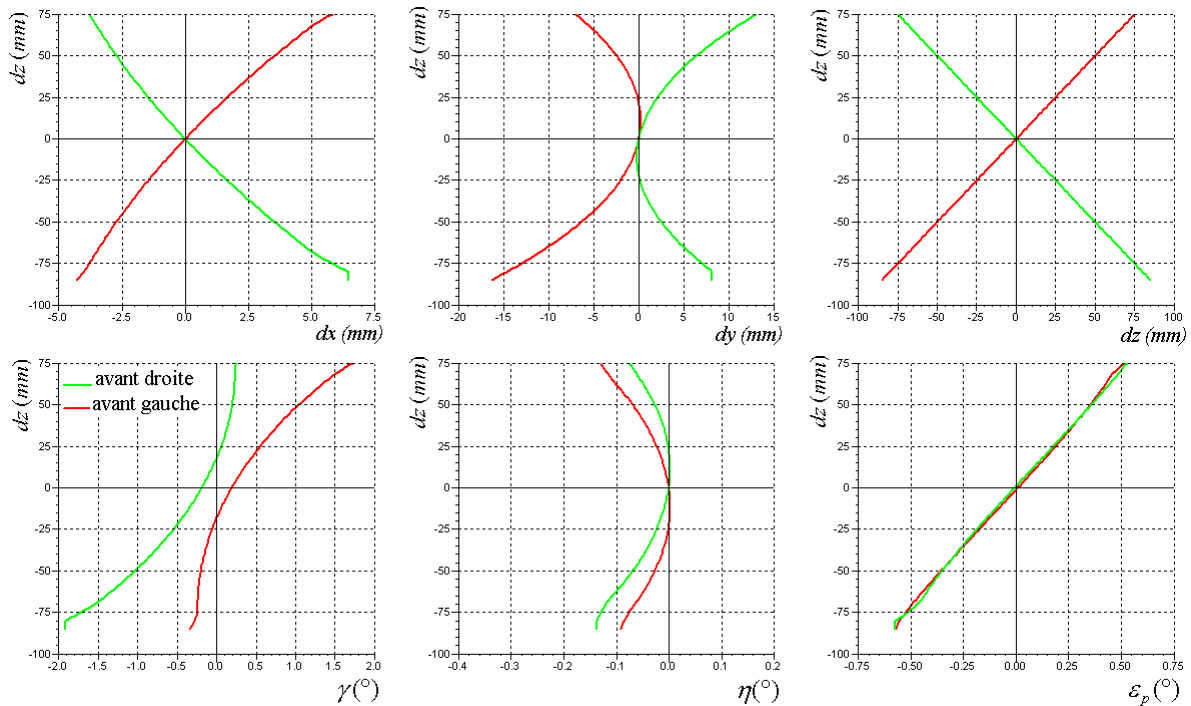 dz (mm)
75
50
25
0
-25
-50
-75
-100
-5.0 -2.5 0.0 2.5 5.0 7.5
dx (mm)
dz (mm)
75
50
25
0
-25
-50
-75
-100
-20 -15 -10 -5 0 5 10 15
dy (mm)
dz (mm)
75
50
25
0
-25
-50
-75
-100
-100 -75 -50 -25 0 25 50 75 100
dz (mm)
dz (mm)
75
50
25
0
-25
-50
-75
-100
avant droite
avant gauche
-2.0 -1.5 -1.0 -0.5 0.0 0.5 1.0 1.5 2.0
γ(°)
dz (mm)
75
50
25
0
-25
-50
-75
-100
-0.4 -0.3 -0.2 -0.1 0 0.1 0.2
η(°)
dz (mm)
75
50
25
0
-25
-50
-75
-100
-0.75 -0.50 -0.25 0.00 0.25 0.50 0.75
εp (°)